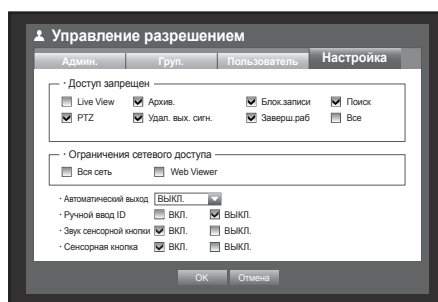 Управление разрешением
Админ. Груп. Пользователь Настройка
· Доступ запрещен
Live View Архив. Блок.записи Поиск
PTZ Удал. вых. сигн. Заверш.раб Все
· Ограничения сетевого доступа
Вся сеть Web Viewer
· Автоматический выход ВЫКЛ.
· Ручной ввод ID ВКЛ. ВЫКЛ.
· Звук сенсорной кнопки ВКЛ. ВЫКЛ.
· Сенсорная кнопка ВКЛ. ВЫКЛ.
OK Отмена